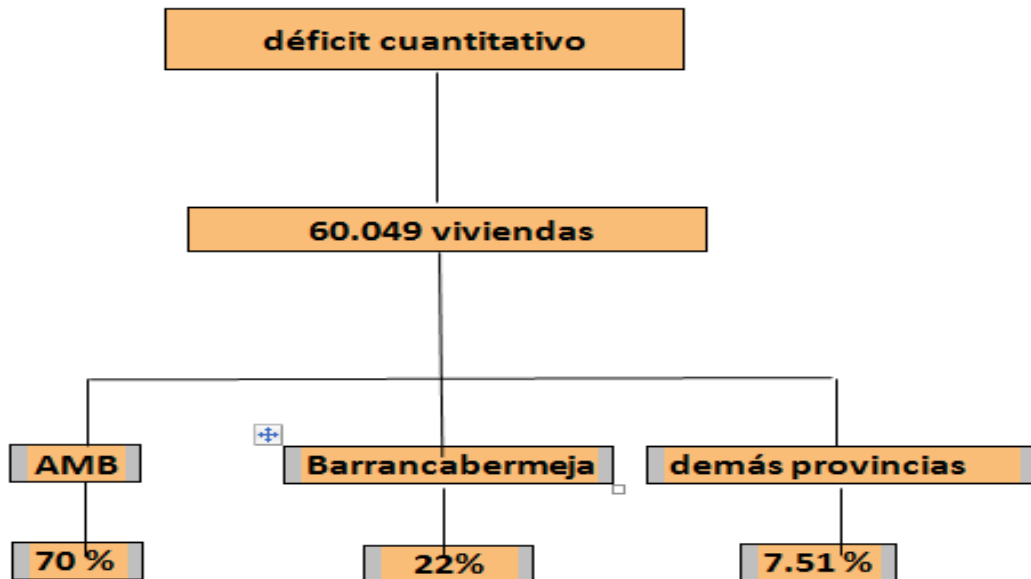 déficit cuantitativo
60.049 viviendas
AMB
Barrancabermeja
demás provincias
70 %
22%
7.51 %